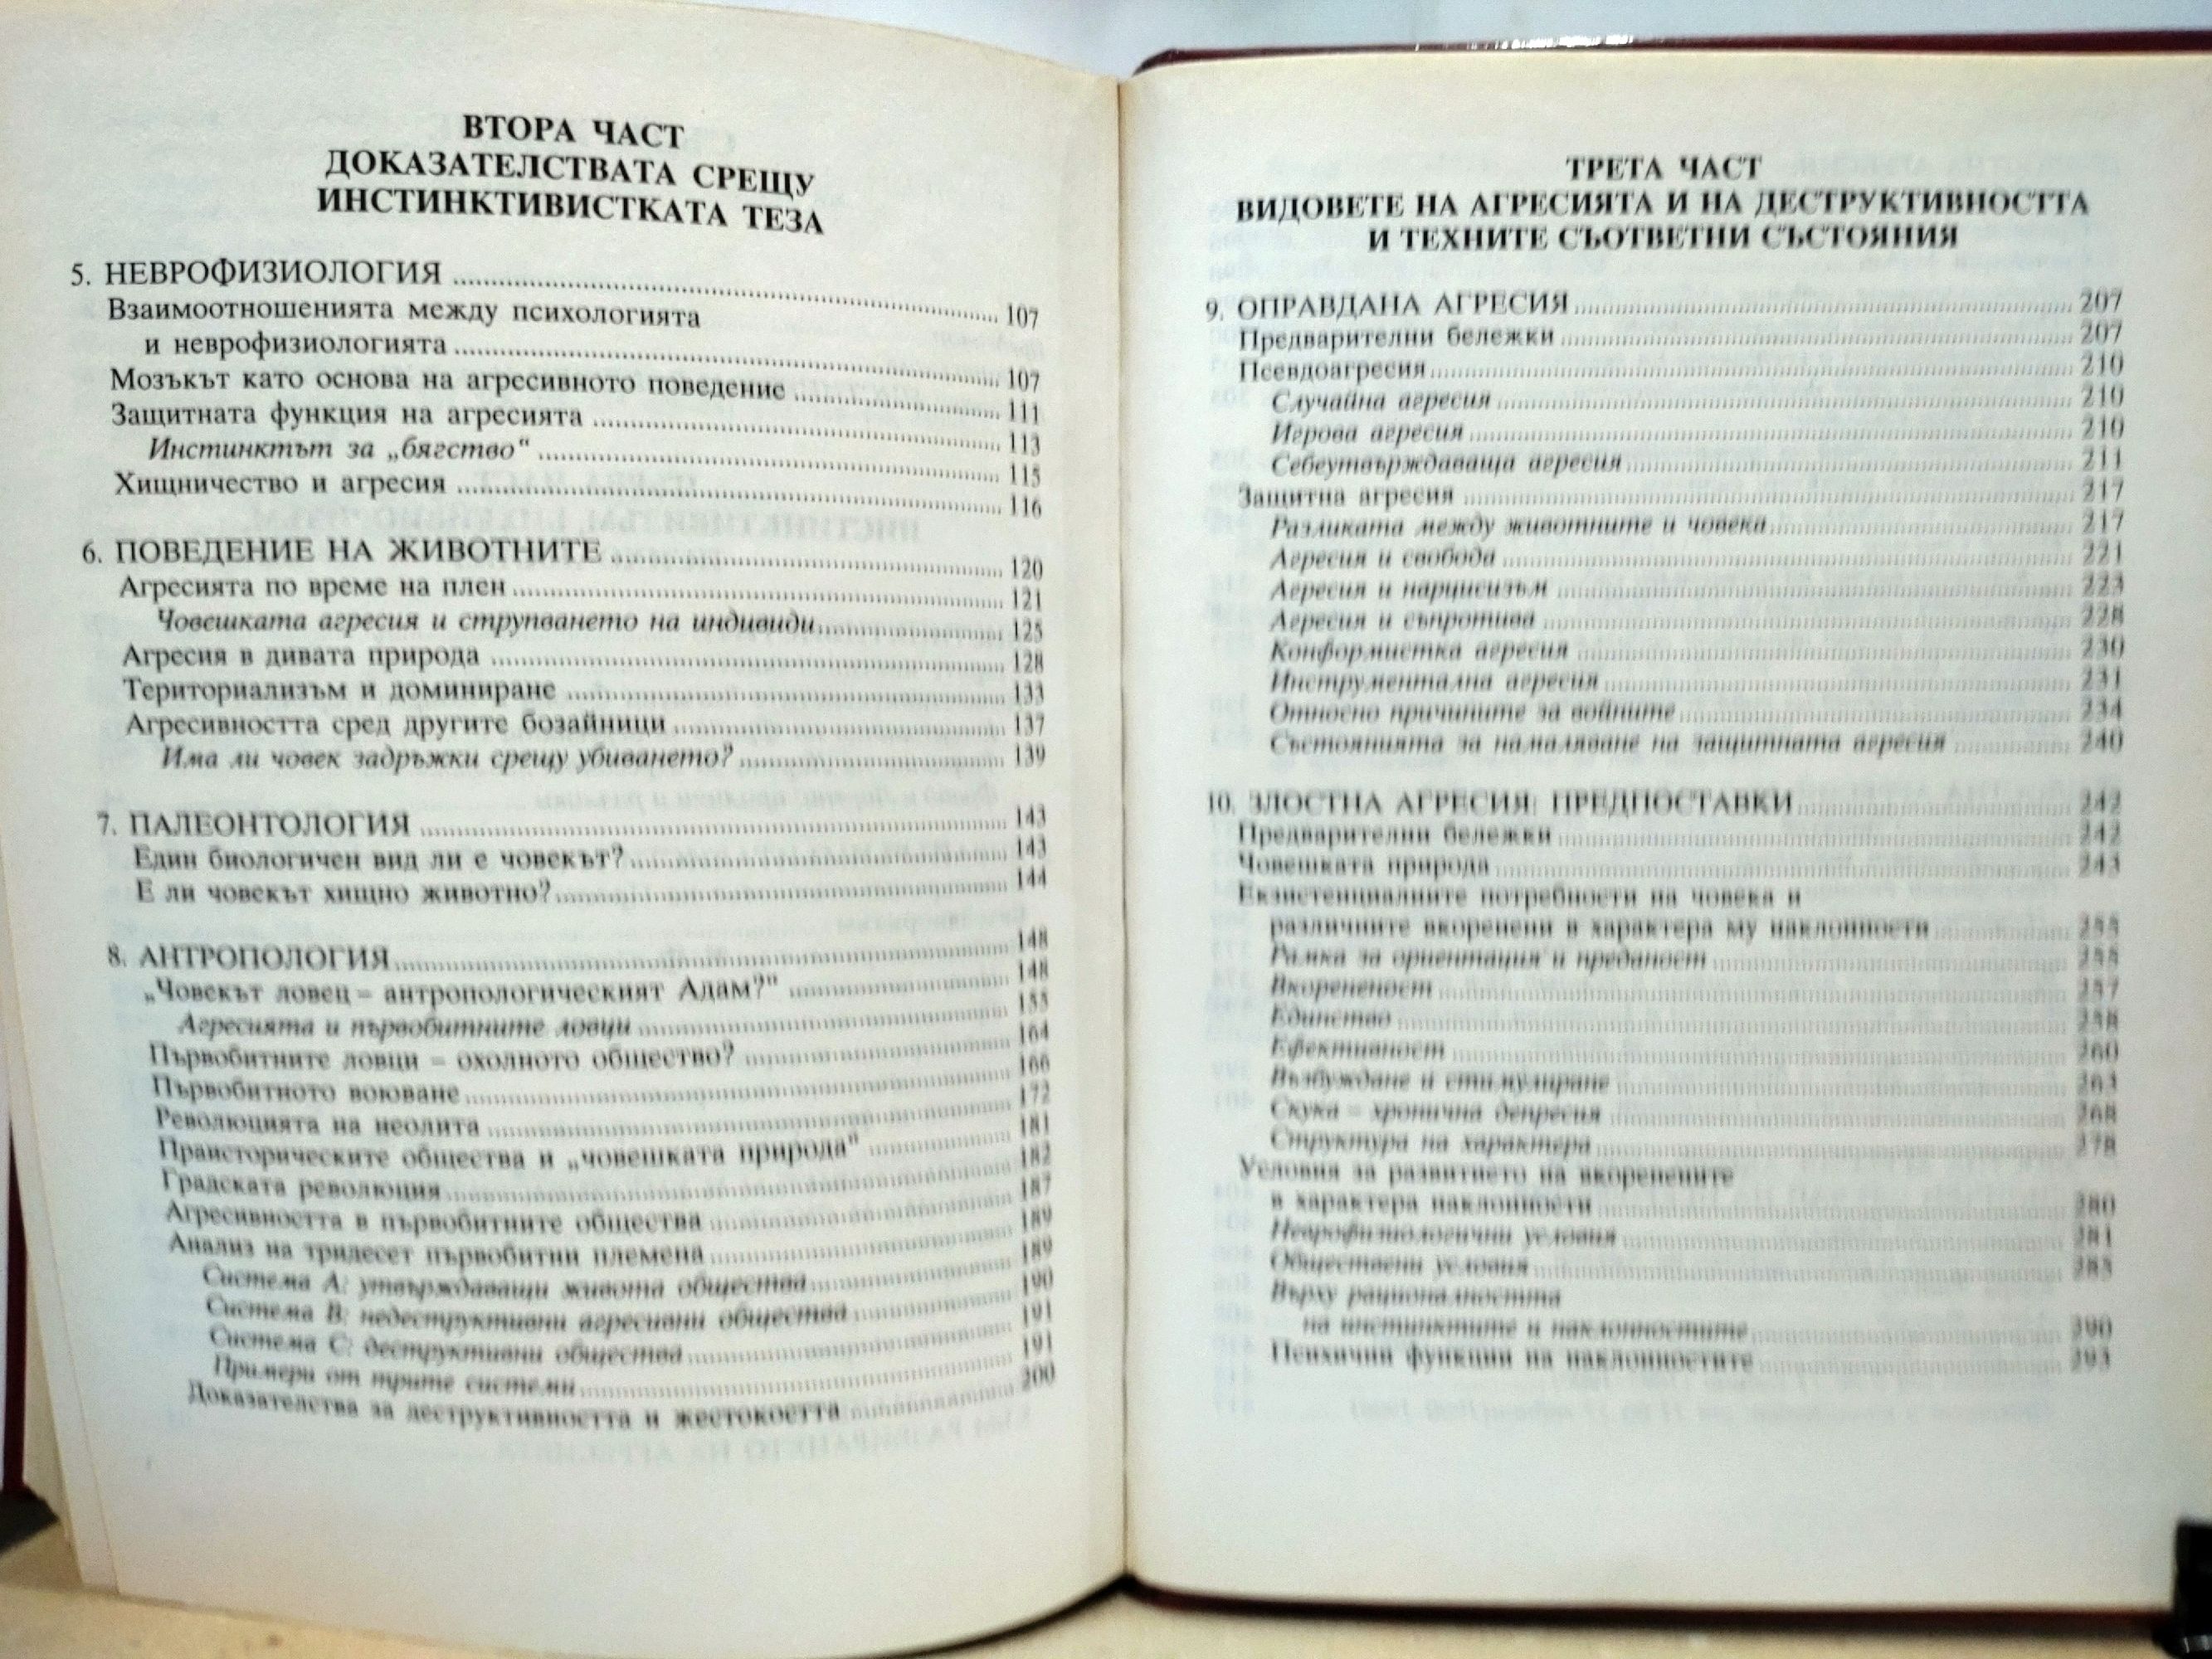 ВТОРА ЧАСТ
ДОКАЗАТЕЛСТВАТА СРЕЩУ
ИНСТИНКТИВИСТКАТА ТЕЗА
5. НЕВРОФИЗИОЛОГИЯ ... 107
Взаимоотношенията между психологията
и неврофизиологията ... 107
Мозъкът като основа на агресивното поведение ... 111
Защитната функция на агресията ... 113
Инстинктът за „бягство" ... 115
Хищничество и агресия ... 116
6. ПОВЕДЕНИЕ НА ЖИВОТНИТЕ ... 120
Агресията по време на плен ... 121
Човешката агресия и струпването на индивиди ... 125
Агресия в дивата природа ... 128
Териториализъм и доминиране ... 133
Агресивността сред другите бозайници ... 137
Има ли човек задръжки срещу убиването? ... 139
7. ПАЛЕОНТОЛОГИЯ ... 143
Един биологичен вид ли е човекът? ... 143
Е ли човекът хищно животно? ... 144
8. АНТРОПОЛОГИЯ ... 148
„Човекът ловец – антропологическият Адам?" ... 148
Агресията и първобитните ловци ... 155
Първобитните ловци – охолното общество? ... 164
Първобитното воюване ... 166
Революцията на неолита ... 172
Праисторическите общества и „човешката природа" ... 181
Градската революция ... 182
Агресивността в първобитните общества ... 187
Анализ на тридесет първобитни племена ... 189
Система А: утвърждаващи живота общества ... 189
Система В: недеструктивни агресивни общества ... 190
Система С: деструктивни общества ... 191
Примери от трите системи ... 191
Доказателства за деструктивността и жестокостта ... 200
ТРЕТА ЧАСТ
ВИДОВЕТЕ НА АГРЕСИЯТА И НА ДЕСТРУКТИВНОСТТА
И ТЕХНИТЕ СЪОТВЕТНИ СЪСТОЯНИЯ
9. ОПРАВДАНА АГРЕСИЯ ... 207
Предварителни бележки ... 207
Псевдоагресия ... 210
Случайна агресия ... 210
Игрова агресия ... 210
Себеутвърждаваща агресия ... 211
Защитна агресия ... 217
Разликата между животните и човека ... 217
Агресия и свобода ... 221
Агресия и нарцисизъм ... 223
Агресия и съпротива ... 228
Конформистка агресия ... 230
Инструментална агресия ... 231
Относно причините за войните ... 234
Състоянията за намаляване на защитната агресия ... 240
10. ЗЛОСТНА АГРЕСИЯ: ПРЕДПОСТАВКИ ... 242
Предварителни бележки ... 242
Човешката природа ... 243
Екзистенциалните потребности на човека и
различните вкоренени в характера му наклонности ... 255
Рамка за ориентация и преданост ... 255
Вкорененост ... 257
Единство ... 258
Ефективност ... 260
Възбуждане и стимулиране ... 263
Скука – хронична депресия ... 268
Структура на характера ... 278
Условия за развитието на вкоренените
в характера наклонности ... 280
Неврофизиологични условия ... 281
Обществени условия ... 283
Върху рационалността
на инстинктите и наклонностите ... 290
Психични функции на наклонностите ... 293